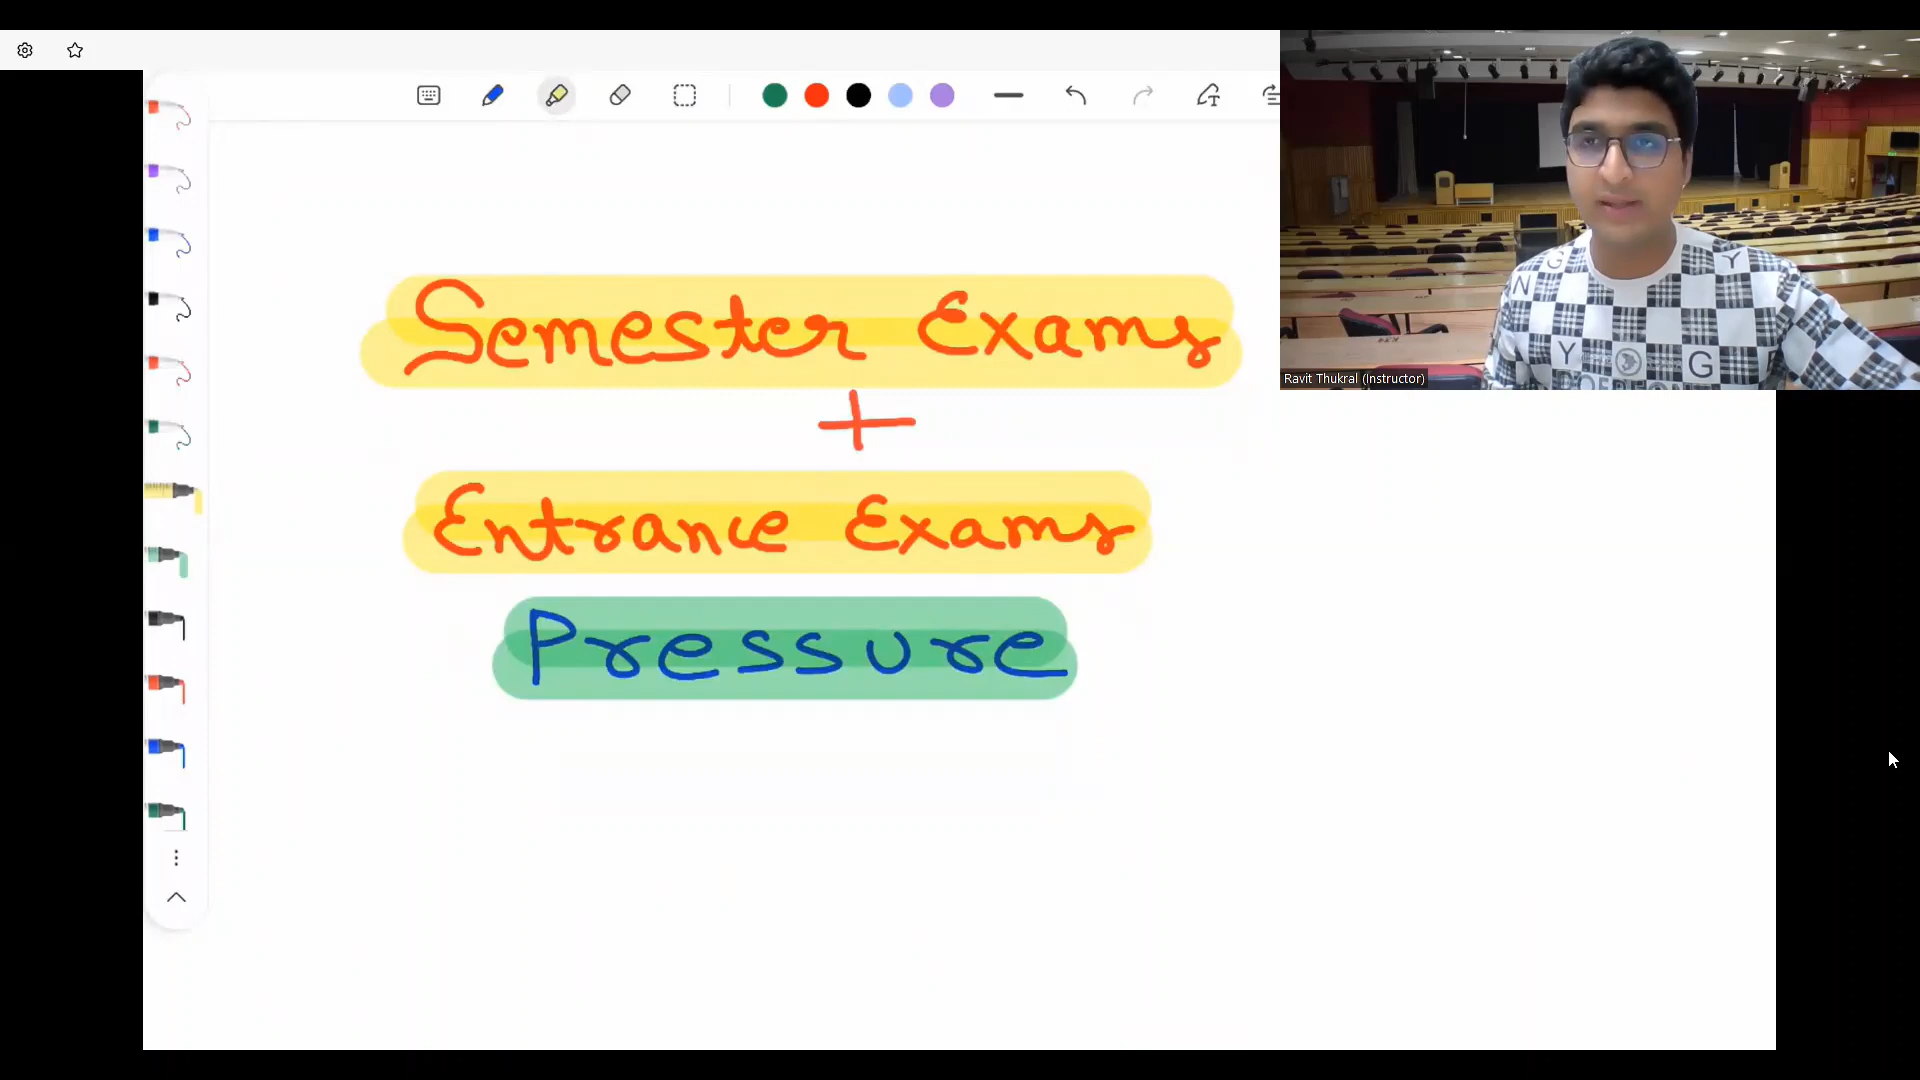 Semester Exams
+
Entrance Exams
Pressure
Ravit Thukral (Instructor)
G Y
N
Y G